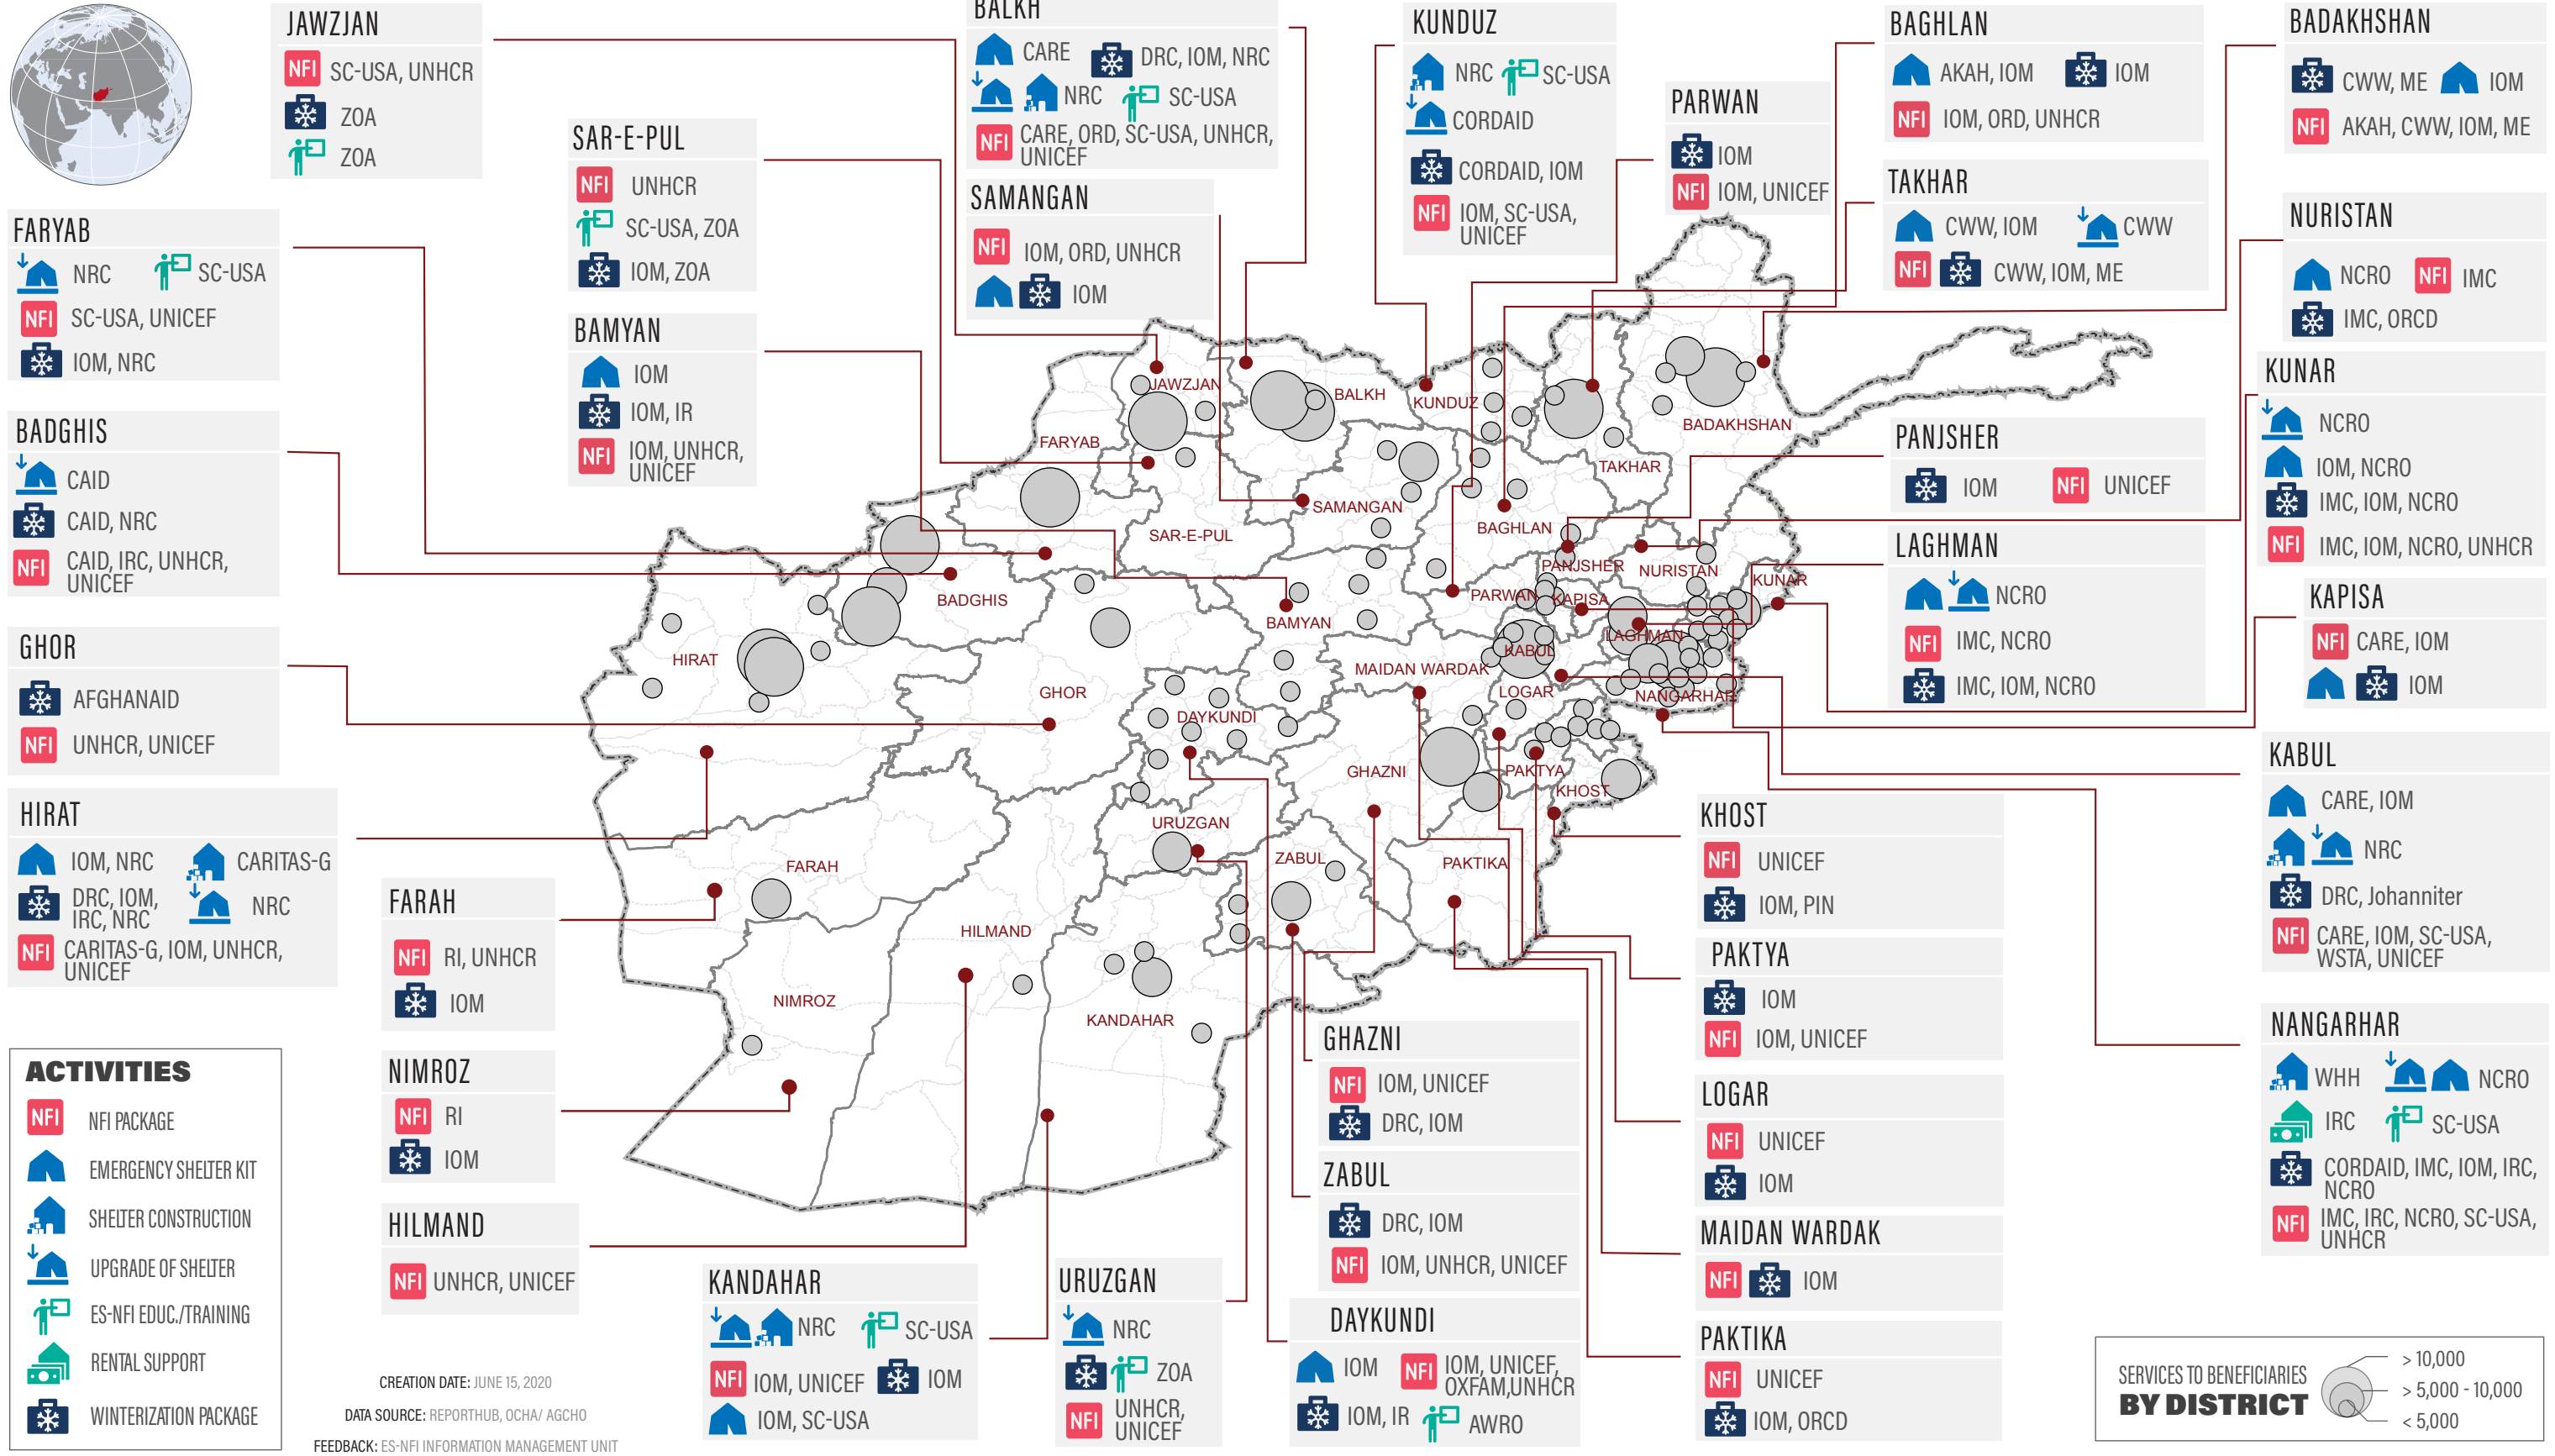 JAWZJAN
NFI SC-USA, UNHCR
ZOA
ZOA
BALKH
CARE DRC, IOM, NRC
NRC SC-USA
NFI CARE, ORD, SC-USA, UNHCR,
UNICEF
KUNDUZ
NRC SC-USA
CORDAID
CORDAID, IOM
NFI IOM, SC-USA,
UNICEF
PARWAN
IOM
NFI IOM, UNICEF
BAGHLAN
AKAH, IOM IOM
NFI IOM, ORD, UNHCR
BADAKHSHAN
CWW, ME IOM
NFI AKAH, CWW, IOM, ME
SAR-E-PUL
NFI UNHCR
SC-USA, ZOA
IOM, ZOA
SAMANGAN
NFI IOM, ORD, UNHCR
IOM
TAKHAR
CWW, IOM CWW
NFI CWW, IOM, ME
NURISTAN
NCRO NFI IMC
IMC, ORCD
FARYAB
NRC SC-USA
NFI SC-USA, UNICEF
IOM, NRC
BAMYAN
IOM
IOM, IR
NFI IOM, UNHCR,
UNICEF
KUNAR
NCRO
IOM, NCRO
IMC, IOM, NCRO
NFI IMC, IOM, NCRO, UNHCR
BADGHIS
CAID
CAID, NRC
NFI CAID, IRC, UNHCR,
UNICEF
PANJSHER
IOM NFI UNICEF
LAGHMAN
NCRO
NFI IMC, NCRO
IMC, IOM, NCRO
KAPISA
NFI CARE, IOM
IOM
GHOR
AFGHANAID
NFI UNHCR, UNICEF
KABUL
CARE, IOM
NRC
DRC, Johanniter
NFI CARE, IOM, SC-USA,
WSTA, UNICEF
HIRAT
IOM, NRC CARITAS-G
DRC, IOM,
IRC, NRC NRC
NFI CARITAS-G, IOM, UNHCR,
UNICEF
JAWZJAN
BALKH
KUNDUZ
BADAKHSHAN
FARYAB
TAKHAR
SAMANGAN
BAGHLAN
SAR-E-PUL
PANJSHER
NURISTAN
KUNAR
BADGHIS
PARWAN
KAPISA
BAMYAN
LAGHMAN
KABUL
HIRAT
MAIDAN WARDAK
GHOR
LOGAR
NANGARHAR
DAYKUNDI
GHAZNI
PAKTYA
KHOST
URUZGAN
ZABUL
PAKTIKA
FARAH
HILMAND
NIMROZ
KANDAHAR
FARAH
NFI RI, UNHCR
IOM
NIMROZ
NFI RI
IOM
HILMAND
NFI UNHCR, UNICEF
KANDAHAR
NRC SC-USA
NFI IOM, UNICEF IOM
IOM, SC-USA
URUZGAN
NRC
ZOA
NFI UNHCR,
UNICEF
GHAZNI
NFI IOM, UNICEF
DRC, IOM
ZABUL
DRC, IOM
NFI IOM, UNHCR, UNICEF
DAYKUNDI
IOM NFI IOM, UNICEF,
OXFAM,UNHCR
IOM, IR AWRO
KHOST
NFI UNICEF
IOM, PIN
PAKTYA
IOM
NFI IOM, UNICEF
LOGAR
NFI UNICEF
IOM
MAIDAN WARDAK
NFI IOM
PAKTIKA
NFI UNICEF
IOM, ORCD
NANGARHAR
WHH NCRO
IRC SC-USA
CORDAID, IMC, IOM, IRC,
NCRO
NFI IMC, IRC, NCRO, SC-USA,
UNHCR
ACTIVITIES
NFI NFI PACKAGE
EMERGENCY SHELTER KIT
SHELTER CONSTRUCTION
UPGRADE OF SHELTER
ES-NFI EDUC./TRAINING
RENTAL SUPPORT
WINTERIZATION PACKAGE
CREATION DATE: JUNE 15, 2020
DATA SOURCE: REPORTHUB, OCHA/ AGCHO
FEEDBACK: ES-NFI INFORMATION MANAGEMENT UNIT
SERVICES TO BENEFICIARIES
BY DISTRICT
> 10,000
> 5,000 - 10,000
< 5,000